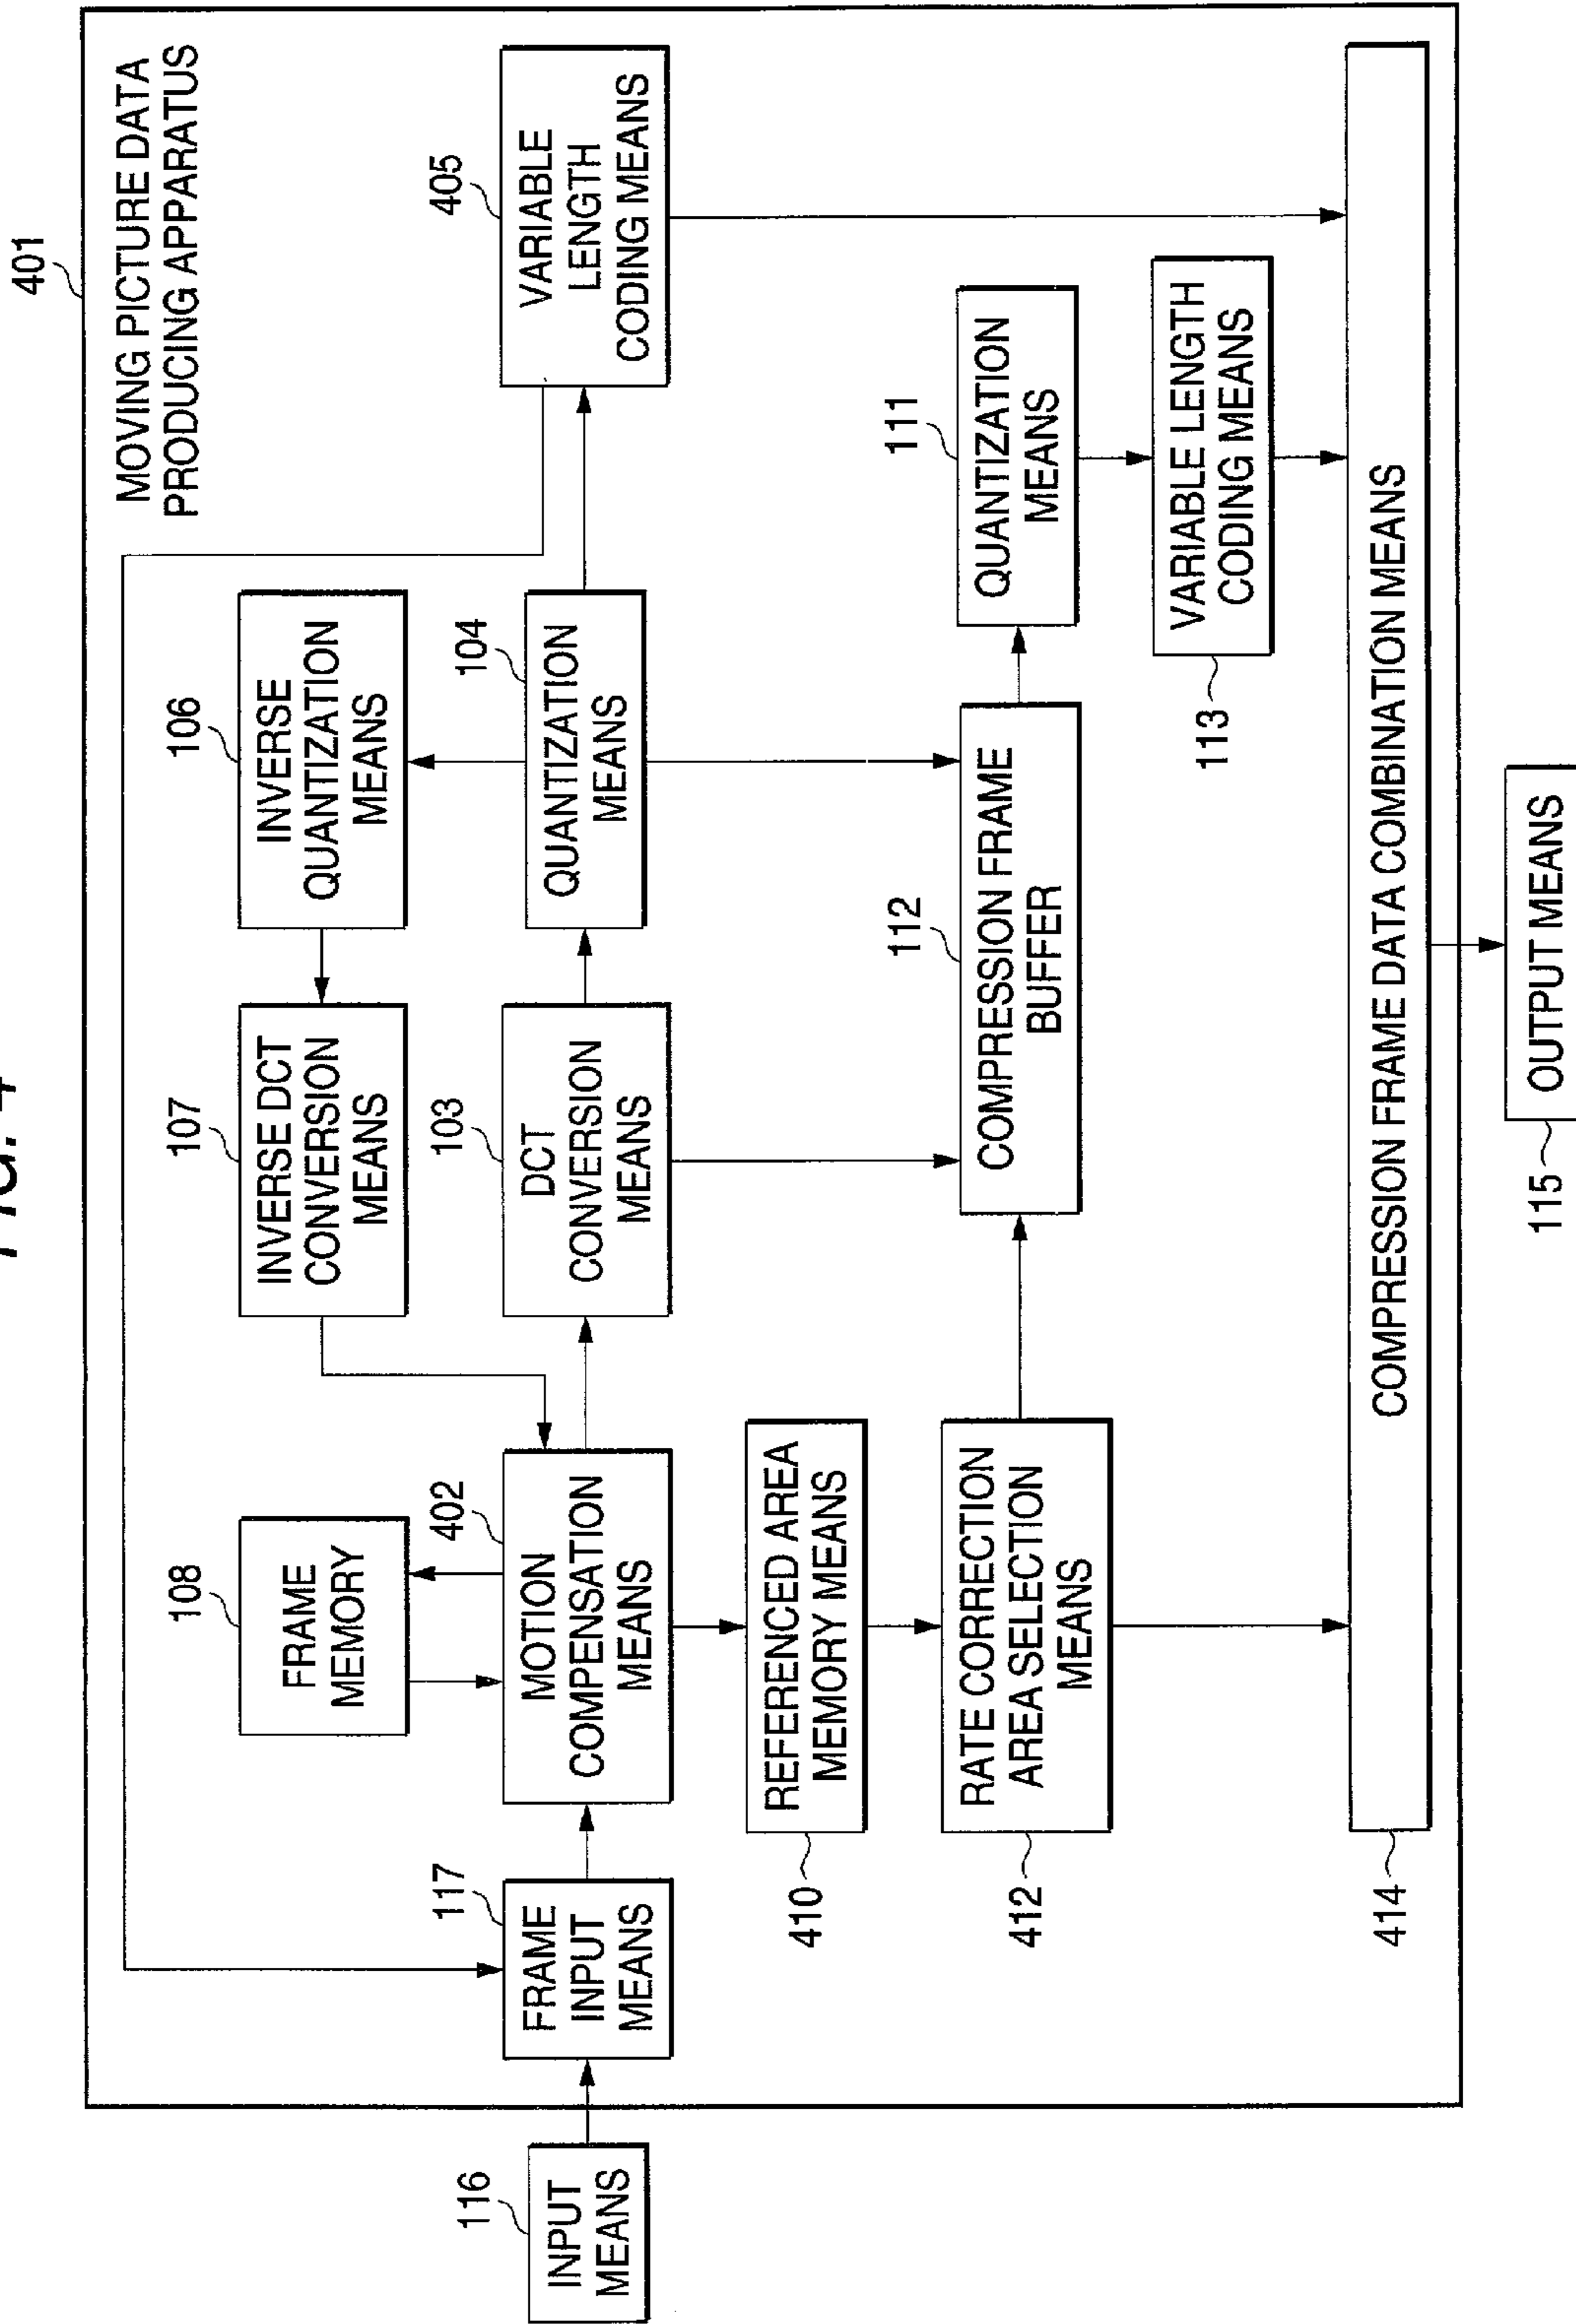 FIG. 4
401
MOVING PICTURE DATA
PRODUCING APPARATUS
108
FRAME
MEMORY
107
INVERSE DCT
CONVERSION
MEANS
106
INVERSE
QUANTIZATION
MEANS
116
INPUT
MEANS
117
FRAME
INPUT
MEANS
402
MOTION
COMPENSATION
MEANS
103
DCT
CONVERSION
MEANS
104
QUANTIZATION
MEANS
405
VARIABLE
LENGTH
CODING MEANS
410
REFERENCED AREA
MEMORY MEANS
412
RATE CORRECTION
AREA SELECTION
MEANS
112
COMPRESSION FRAME
BUFFER
111
QUANTIZATION
MEANS
113
VARIABLE LENGTH
CODING MEANS
414
COMPRESSION FRAME DATA COMBINATION MEANS
115
OUTPUT MEANS